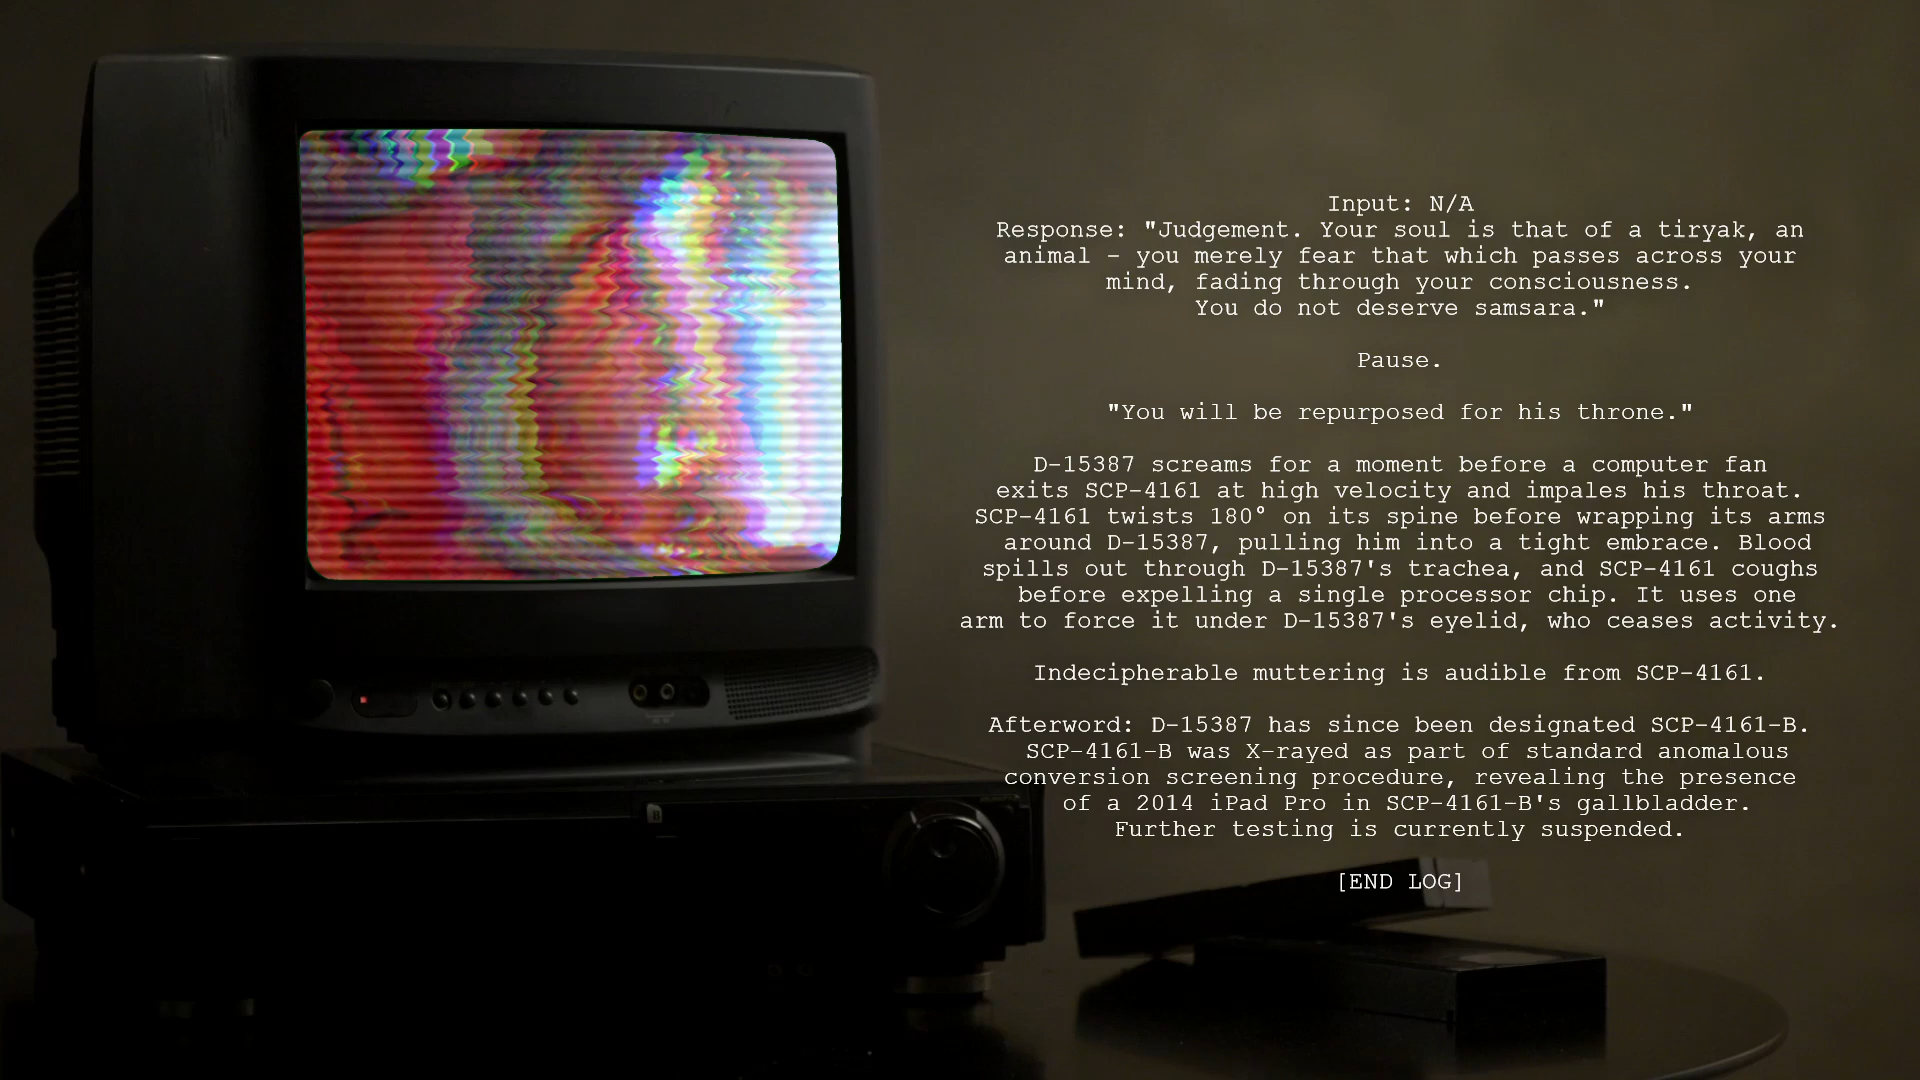 Input: N/A
Response: "Judgement. Your soul is that of a tiryak, an
animal - you merely fear that which passes across your
mind, fading through your consciousness.
You do not deserve samsara."
Pause.
"You will be repurposed for his throne."
D-15387 screams for a moment before a computer fan
exits SCP-4161 at high velocity and impales his throat.
SCP-4161 twists 180° on its spine before wrapping its arms
around D-15387, pulling him into a tight embrace. Blood
spills out through D-15387's trachea, and SCP-4161 coughs
before expelling a single processor chip. It uses one
arm to force it under D-15387's eyelid, who ceases activity.
Indecipherable muttering is audible from SCP-4161.
Afterword: D-15387 has since been designated SCP-4161-B.
SCP-4161-B was X-rayed as part of standard anomalous
conversion screening procedure, revealing the presence
of a 2014 iPad Pro in SCP-4161-B's gallbladder.
Further testing is currently suspended.
[END LOG]